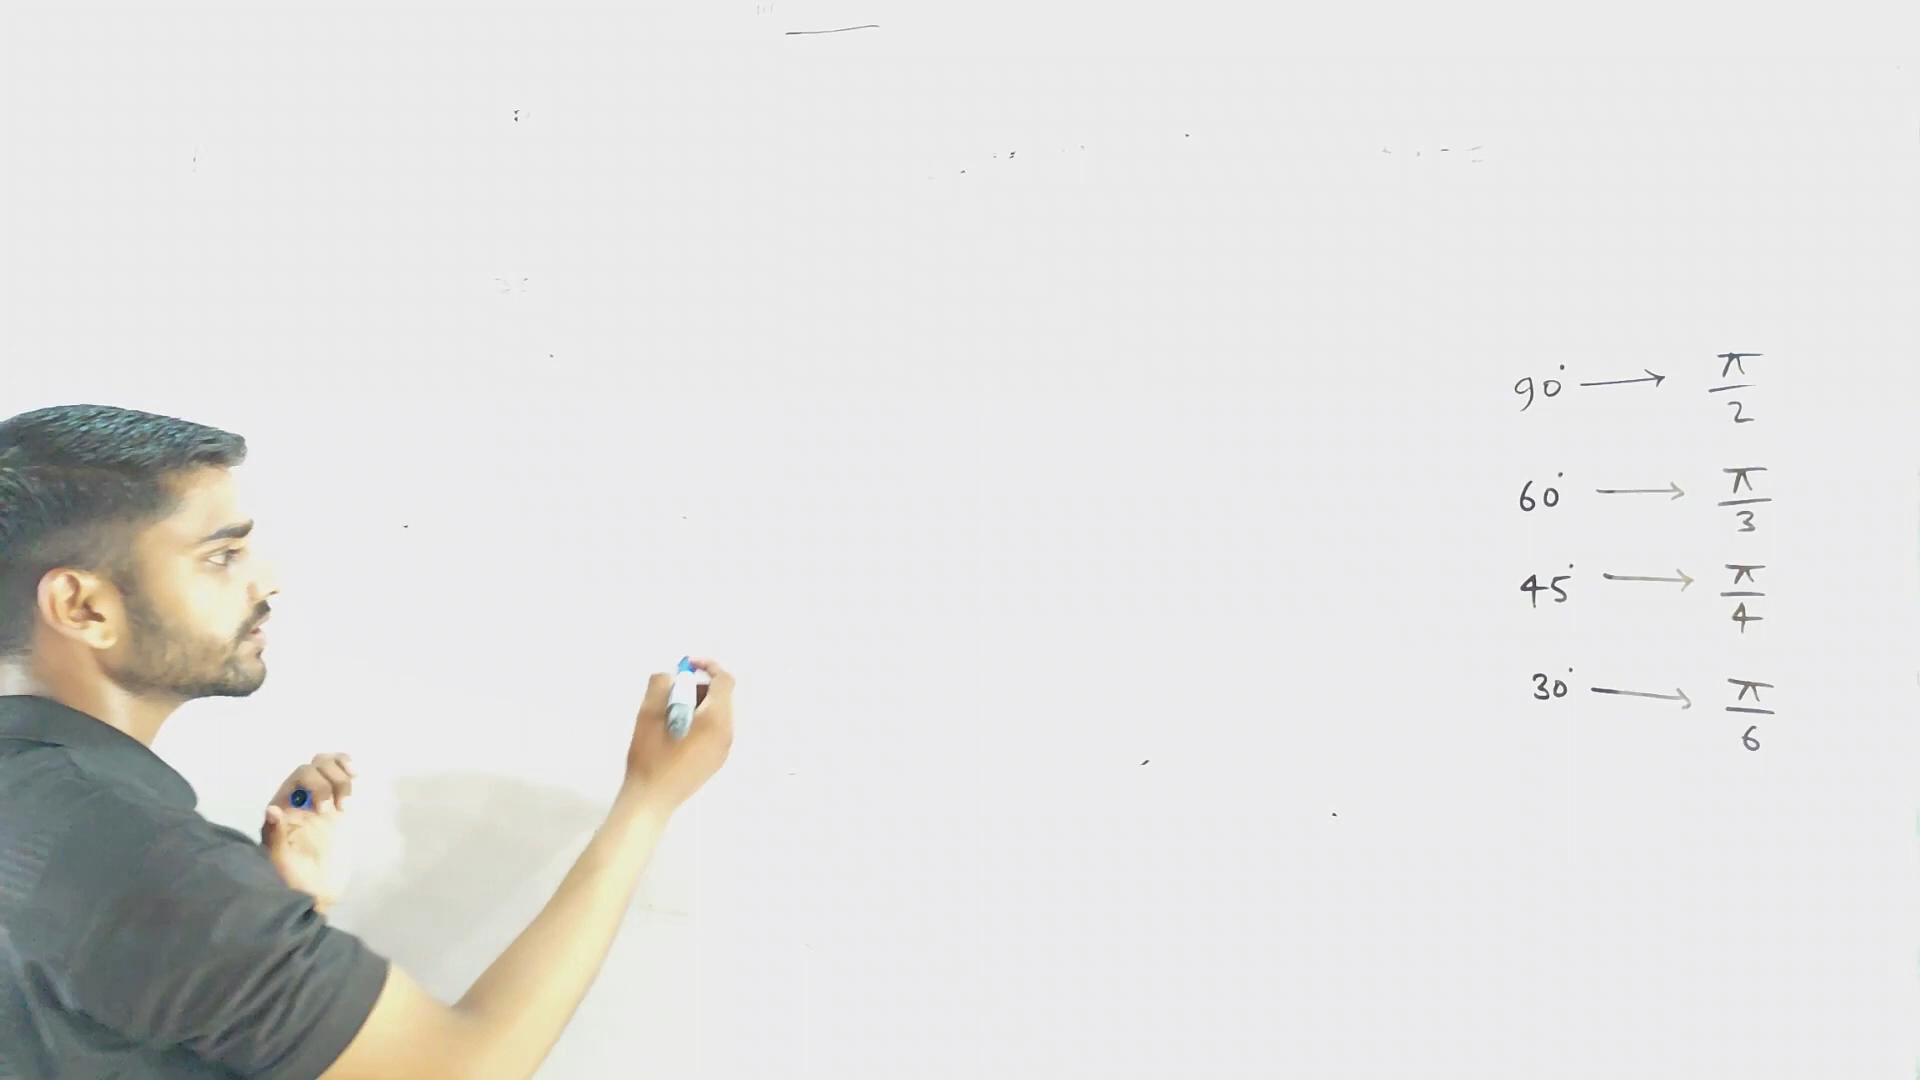 90° → π/2
60° → π/3
45° → π/4
30° → π/6